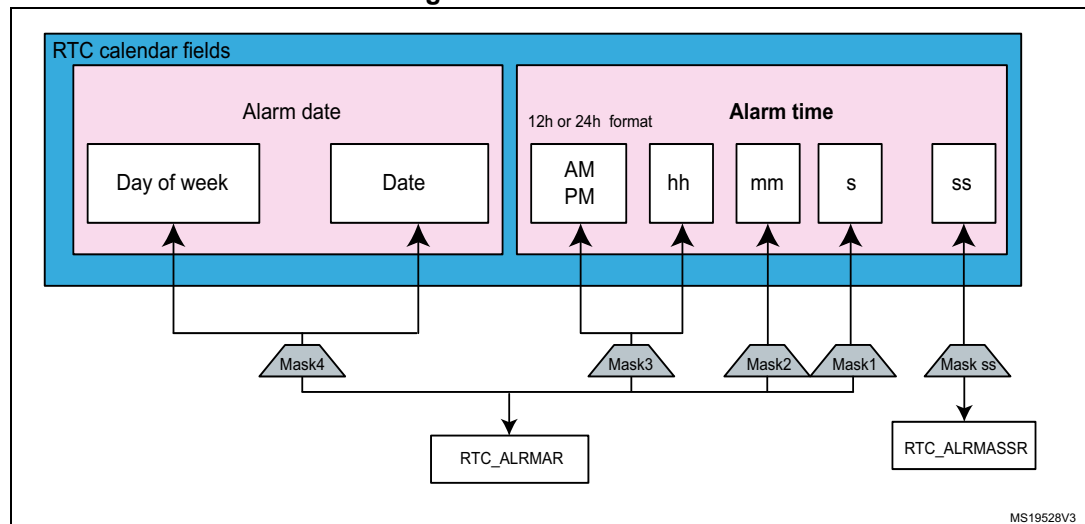 RTC calendar fields
Alarm date
12h or 24h format
Alarm time
Day of week
Date
AM
PM
hh
mm
s
ss
Mask4
Mask3
Mask2
Mask1
Mask ss
RTC_ALRMAR
RTC_ALRMASSR
MS19528V3